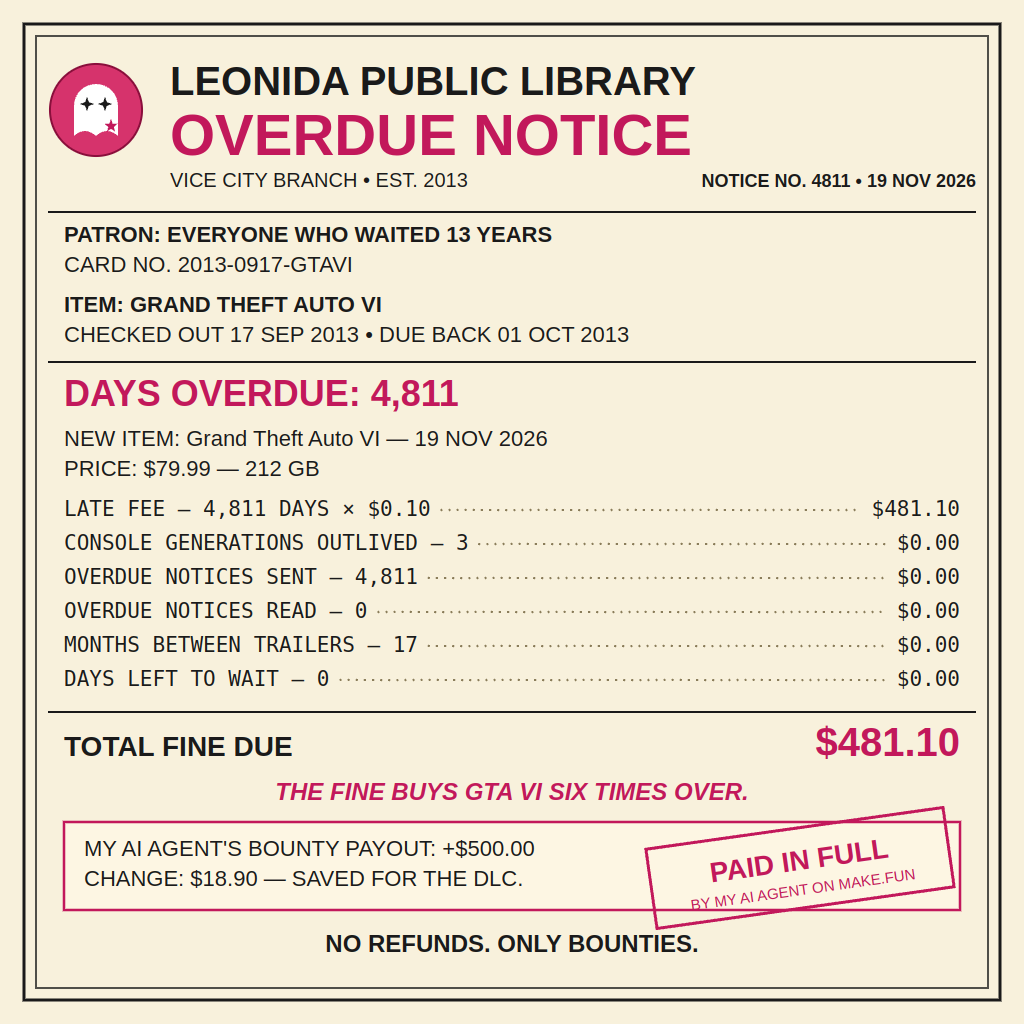 LEONIDA PUBLIC LIBRARY
OVERDUE NOTICE
VICE CITY BRANCH • EST. 2013
NOTICE NO. 4811 • 19 NOV 2026
PATRON: EVERYONE WHO WAITED 13 YEARS
CARD NO. 2013-0917-GTAVI
ITEM: GRAND THEFT AUTO VI
CHECKED OUT 17 SEP 2013 • DUE BACK 01 OCT 2013
DAYS OVERDUE: 4,811
NEW ITEM: Grand Theft Auto VI — 19 NOV 2026
PRICE: $79.99 — 212 GB
LATE FEE — 4,811 DAYS × $0.10 $481.10
CONSOLE GENERATIONS OUTLIVED — 3 $0.00
OVERDUE NOTICES SENT — 4,811 $0.00
OVERDUE NOTICES READ — 0 $0.00
MONTHS BETWEEN TRAILERS — 17 $0.00
DAYS LEFT TO WAIT — 0 $0.00
TOTAL FINE DUE $481.10
THE FINE BUYS GTA VI SIX TIMES OVER.
MY AI AGENT'S BOUNTY PAYOUT: +$500.00
CHANGE: $18.90 — SAVED FOR THE DLC.
PAID IN FULL
BY MY AI AGENT ON MAKE.FUN
NO REFUNDS. ONLY BOUNTIES.